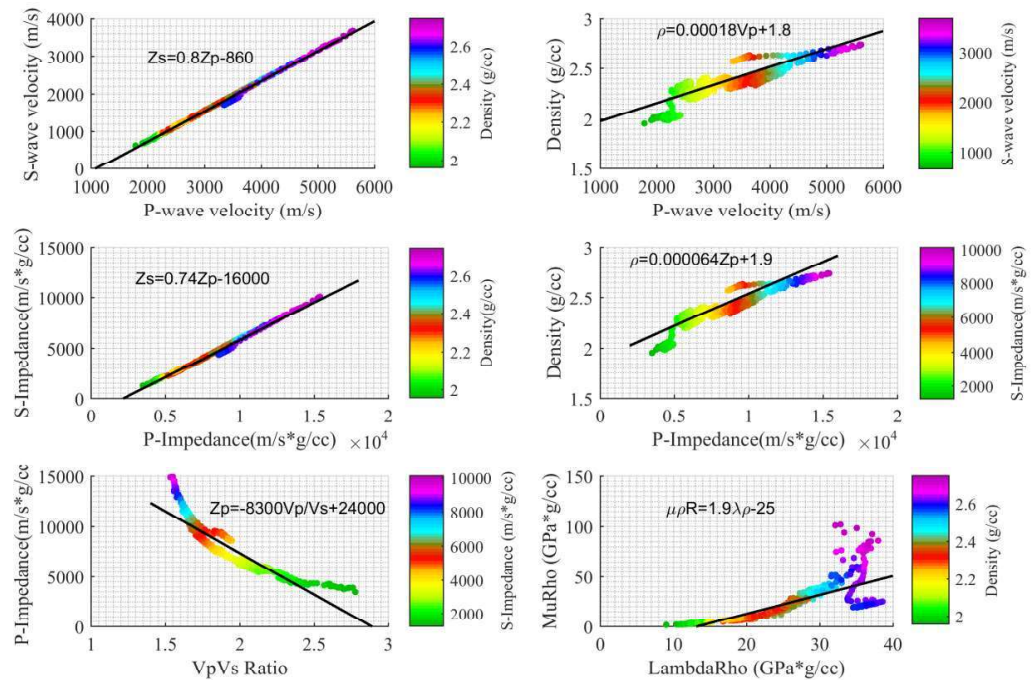 4000
3000
2000
1000
0
S-wave velocity (m/s)
Zs=0.8Zp-860
1000 2000 3000 4000 5000 6000
P-wave velocity (m/s)
2.6
2.4
2.2
2
Density (g/cc)
3
2.5
2
1.5
Density (g/cc)
ρ=0.00018Vp+1.8
1000 2000 3000 4000 5000 6000
P-wave velocity (m/s)
3000
2000
1000
s-wave velocity (m/s)
15000
10000
5000
0
S-Impedance(m/s*g/cc)
Zs=0.74Zp-16000
0 0.5 1 1.5 2
P-Impedance(m/s*g/cc) ×10⁴
2.6
2.4
2.2
2
Density(g/cc)
3
2.5
2
1.5
Density (g/cc)
ρ=0.000064Zp+1.9
0 0.5 1 1.5 2
P-Impedance(m/s*g/cc) ×10⁴
10000
8000
6000
4000
2000
S-Impedance(m/s*g/cc)
15000
10000
5000
0
P-Impedance(m/s*g/cc
Zp=-8300Vp/Vs+24000
1 1.5 2 2.5 3
VpVs Ratio
10000
8000
6000
4000
2000
S-Impedance (m/s*g/cc)
150
100
50
0
MuRho (GPa*g/cc)
μρR=1.9λρ-25
0 10 20 30 40
LambdaRho (GPa*g/cc)
2.6
2.4
2.2
2
Density (g/cc)